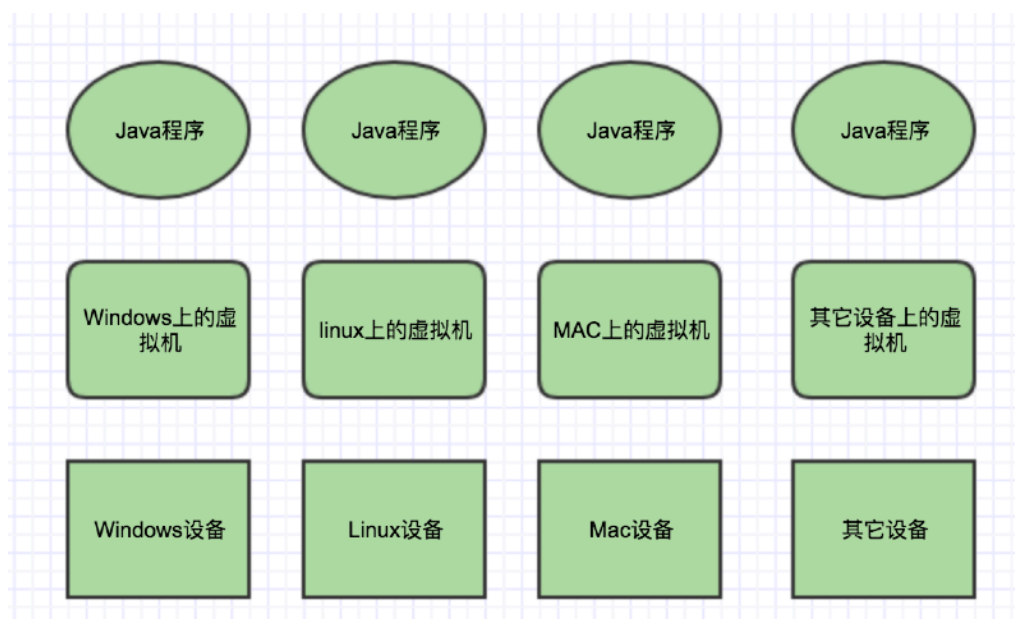 Java程序
Java程序
Java程序
Java程序
Windows上的虚
拟机
linux上的虚拟机
MAC上的虚拟机
其它设备上的虚
拟机
Windows设备
Linux设备
Mac设备
其它设备